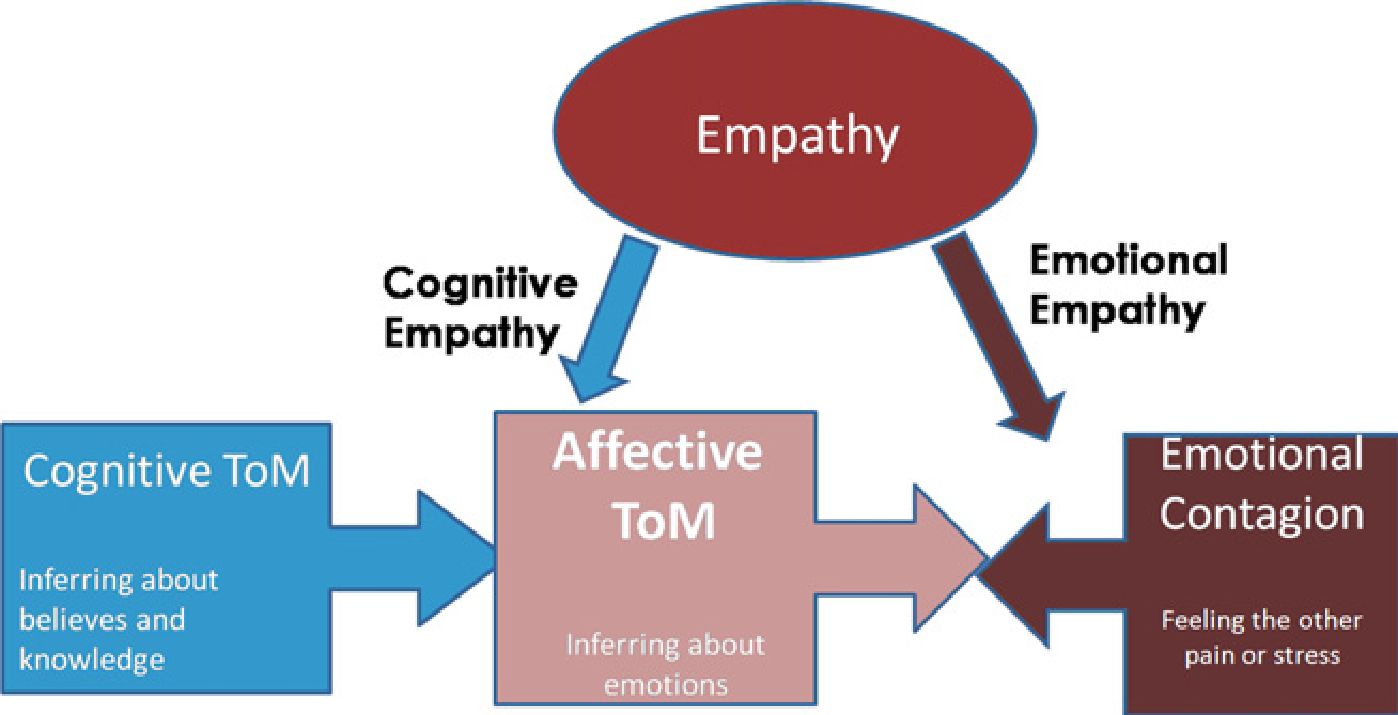 Empathy
Cognitive
Empathy
Emotional
Empathy
Cognitive ToM
Inferring about
believes and
knowledge
Affective
ToM
Inferring about
emotions
Emotional
Contagion
Feeling the other
pain or stress